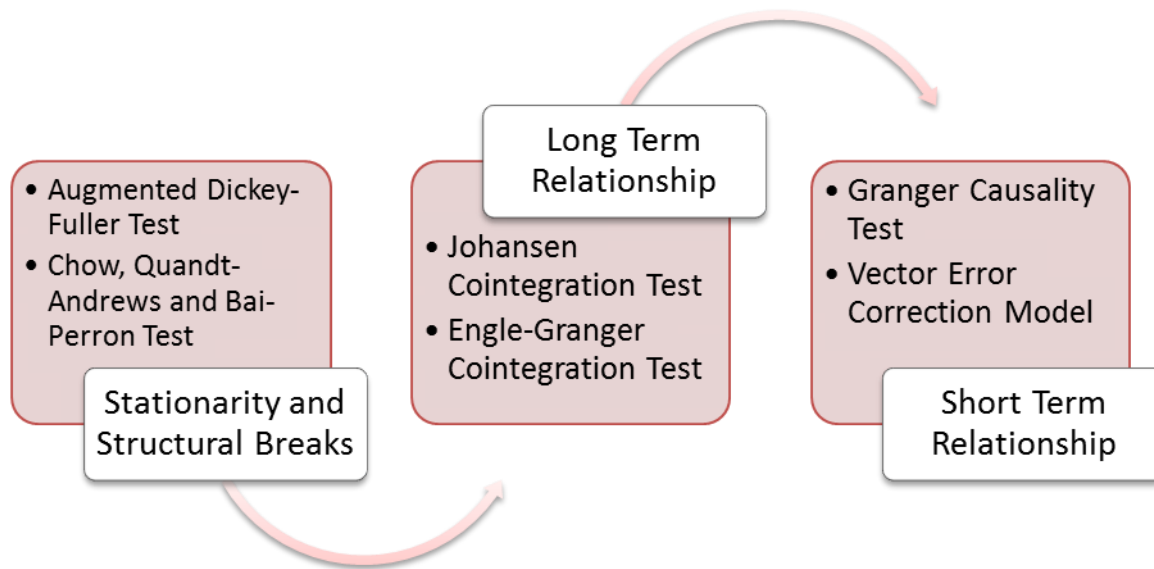 • Augmented Dickey-
Fuller Test
• Chow, Quandt-
Andrews and Bai-
Perron Test
Stationarity and
Structural Breaks
Long Term
Relationship
• Johansen
Cointegration Test
• Engle-Granger
Cointegration Test
• Granger Causality
Test
• Vector Error
Correction Model
Short Term
Relationship